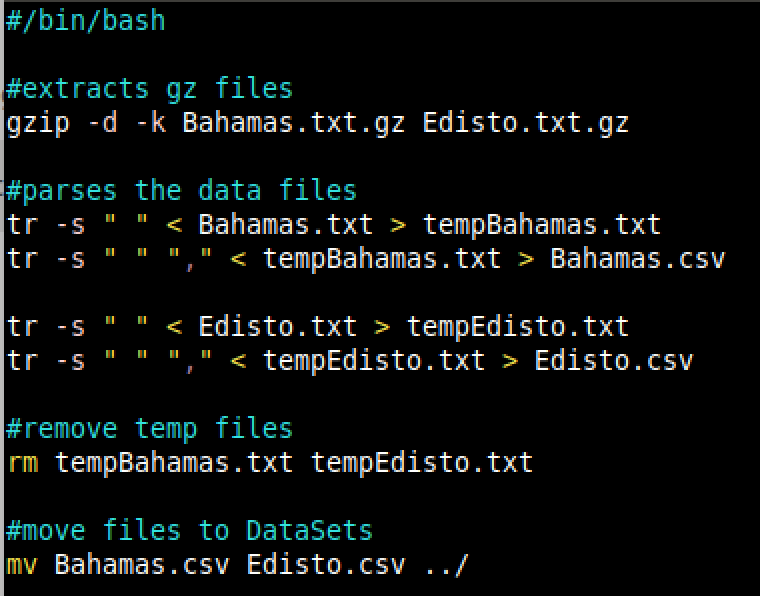 #/bin/bash
#extracts gz files
gzip -d -k Bahamas.txt.gz Edisto.txt.gz
#parses the data files
tr -s " " < Bahamas.txt > tempBahamas.txt
tr -s " " "," < tempBahamas.txt > Bahamas.csv
tr -s " " < Edisto.txt > tempEdisto.txt
tr -s " " "," < tempEdisto.txt > Edisto.csv
#remove temp files
rm tempBahamas.txt tempEdisto.txt
#move files to DataSets
mv Bahamas.csv Edisto.csv ../